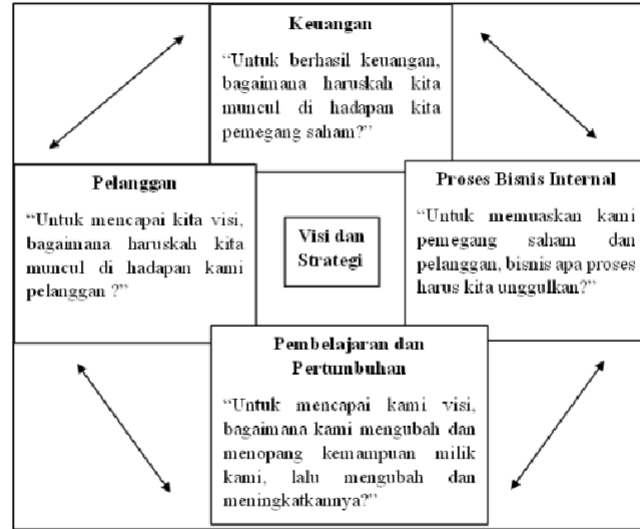 Keuangan
“Untuk berhasil keuangan,
bagaimana haruskah kita
muncul di hadapan kita
pemegang saham?”
Pelanggan
“Untuk mencapai kita visi,
bagaimana haruskah kita
muncul di hadapan kami
pelanggan ?”
Visi dan
Strategi
Proses Bisnis Internal
“Untuk memuaskan kami
pemegang saham dan
pelanggan, bisnis apa proses
harus kita unggulkan?”
Pembelajaran dan
Pertumbuhan
“Untuk mencapai kami visi,
bagaimana kami mengubah dan
menopang kemampuan milik
kami, lalu mengubah dan
meningkatkannya?”